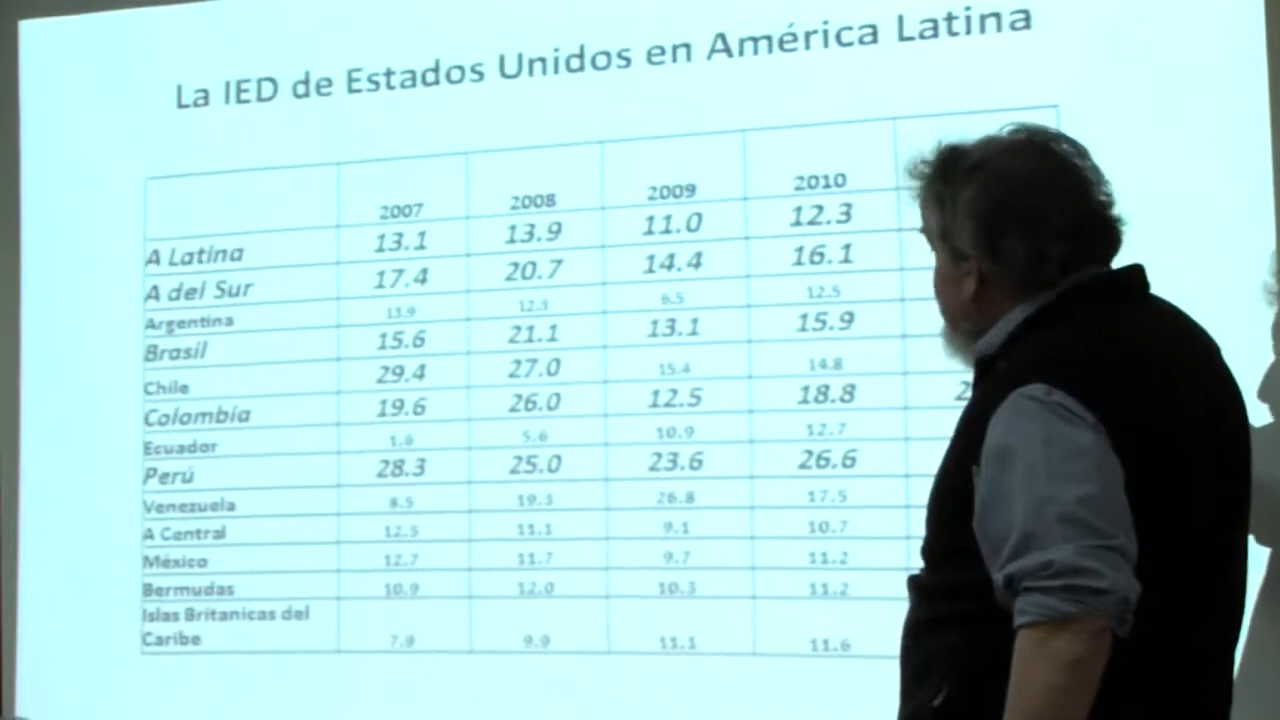 La IED de Estados Unidos en América Latina
2007 2008 2009 2010
A Latina 13.1 13.9 11.0 12.3
A del Sur 17.4 20.7 14.4 16.1
Argentina 13.9 12.3 6.5 12.5
Brasil 15.6 21.1 13.1 15.9
Chile 29.4 27.0 15.4 14.8
Colombia 19.6 26.0 12.5 18.8 2
Ecuador 5.6 10.9 12.7
Perú 28.3 25.0 23.6 26.6
Venezuela 8.5 19.3 26.8 17.5
A Central 12.5 11.1 9.1 10.7
México 12.7 11.7 9.7 11.2
Bermudas 10.9 12.0 10.3 11.2
Islas Britanicas del
Caribe 7.9 9.9 11.1 11.6